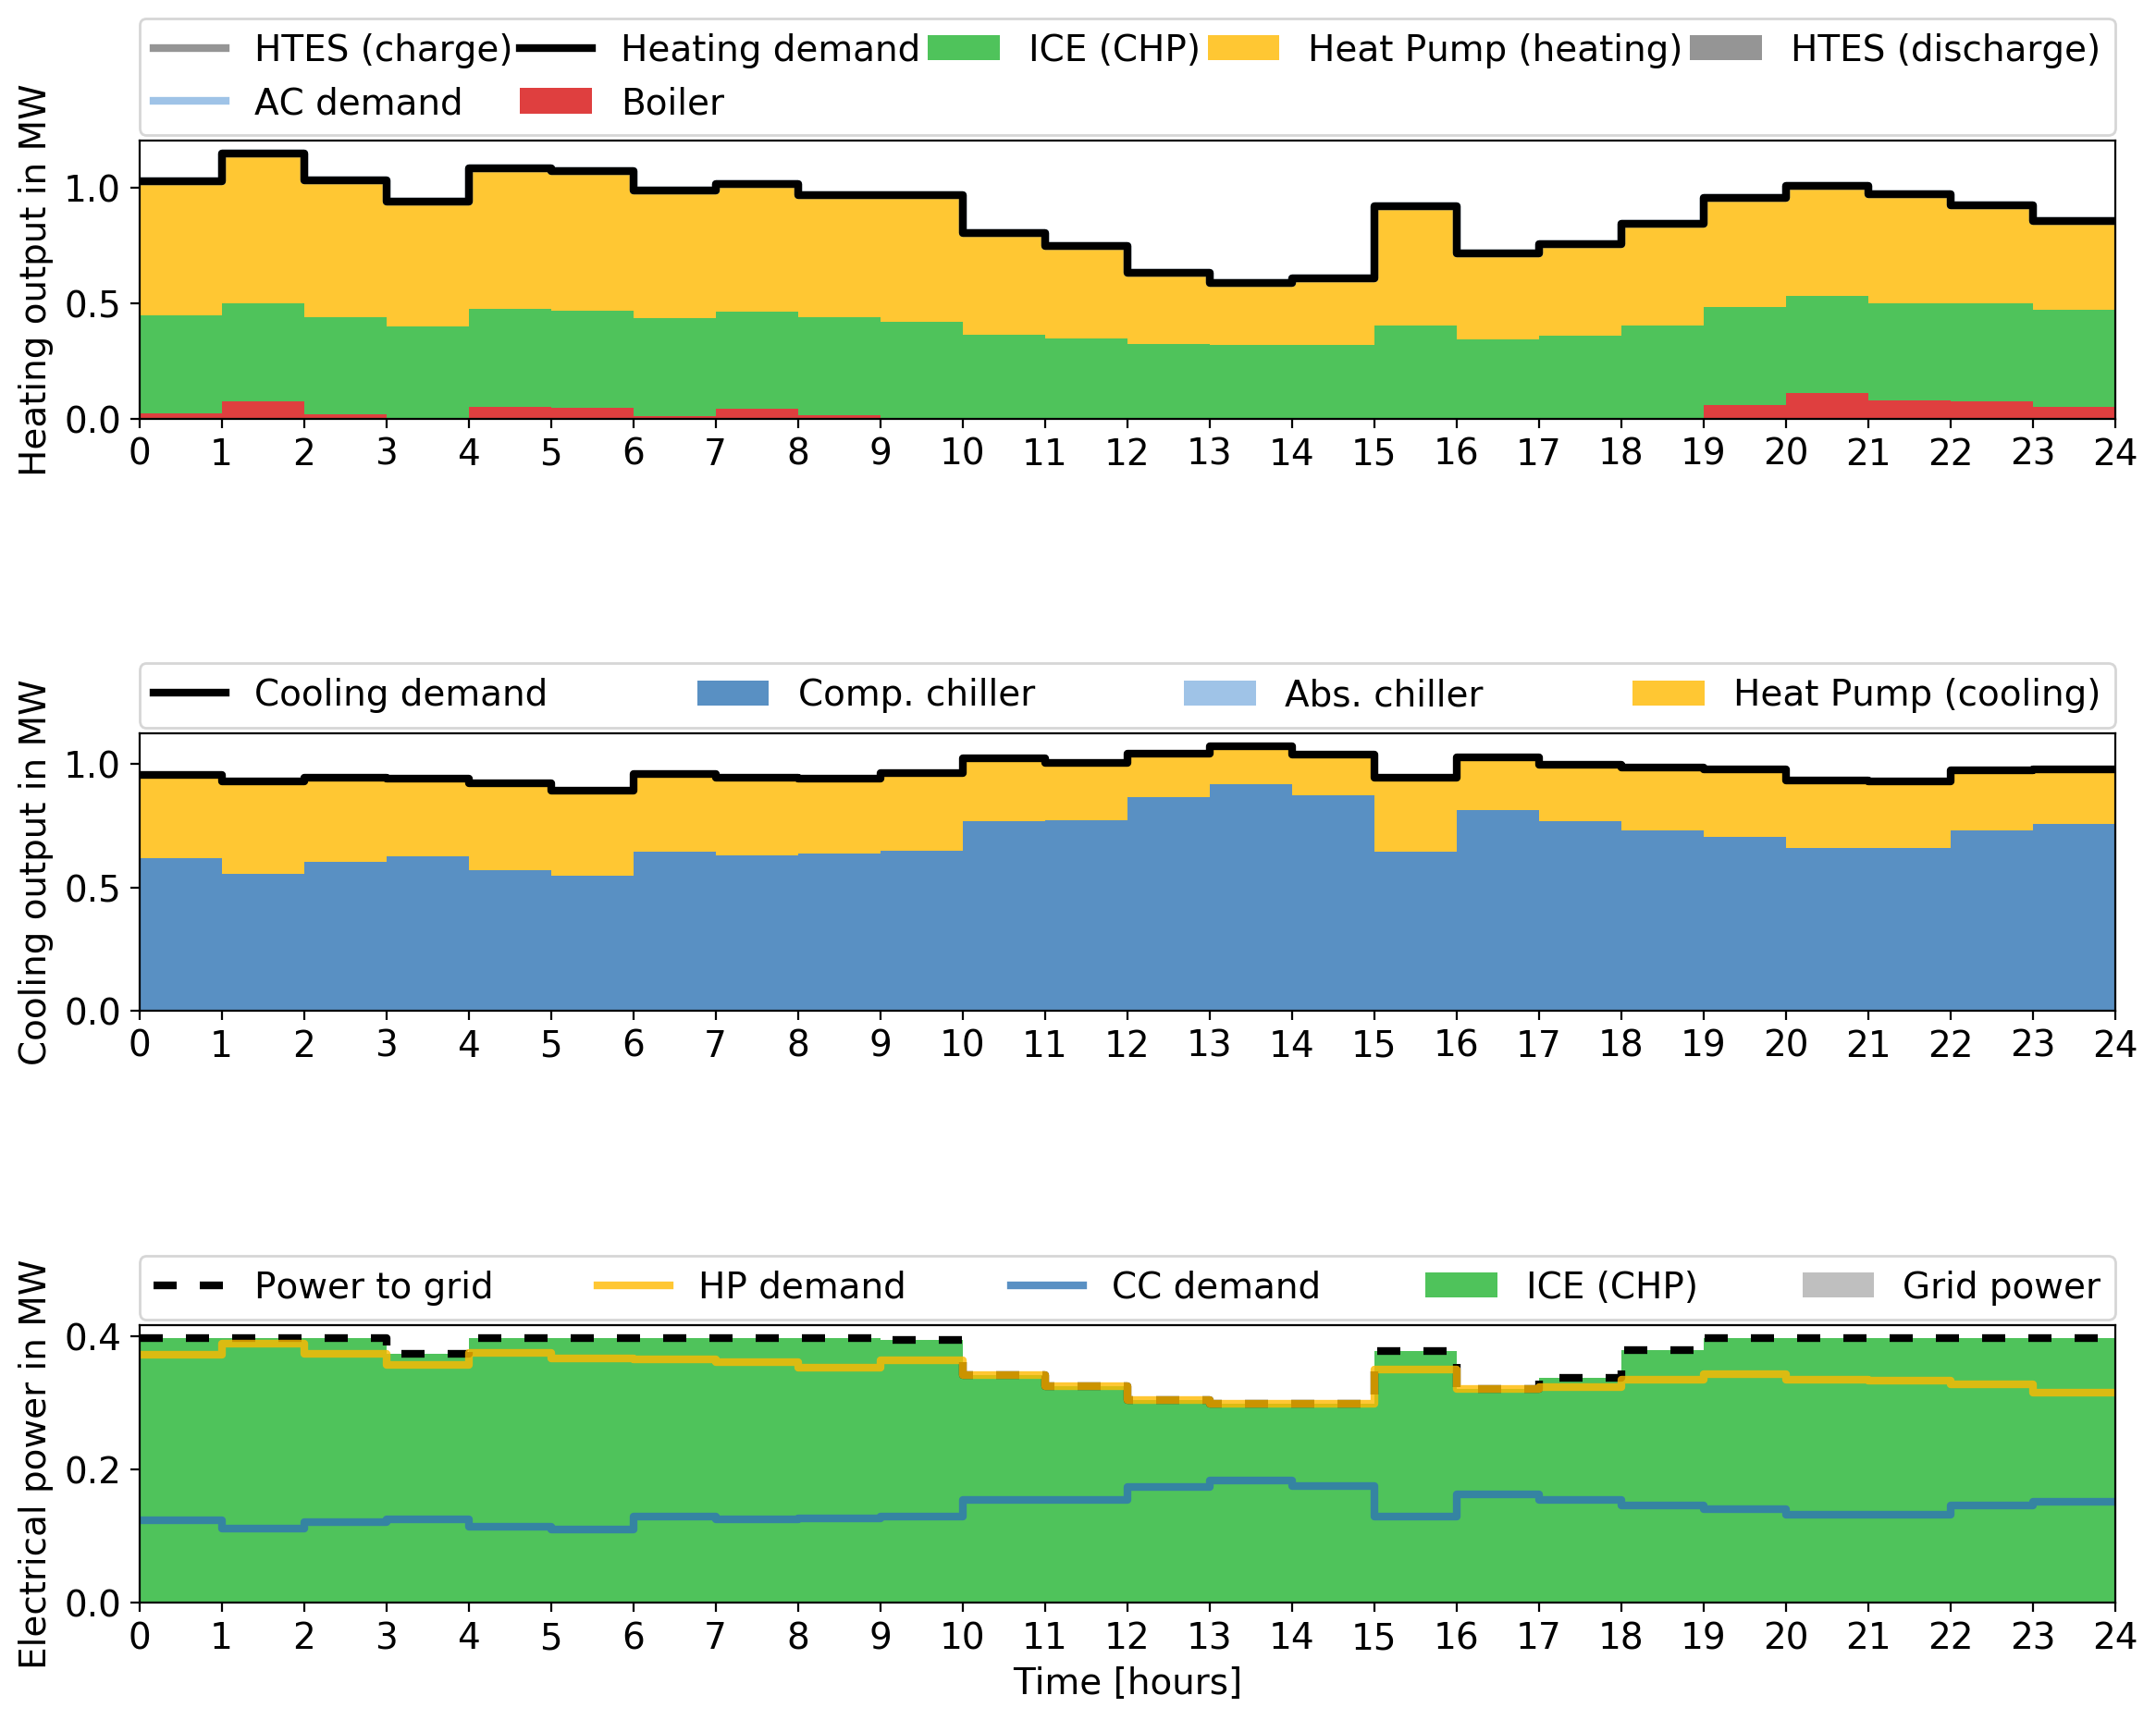 HTES (charge) Heating demand ICE (CHP) Heat Pump (heating) HTES (discharge)
AC demand Boiler
Heating output in MW
1.0
0.5
0.0
0 1 2 3 4 5 6 7 8 9 10 11 12 13 14 15 16 17 18 19 20 21 22 23 24
Cooling demand Comp. chiller Abs. chiller Heat Pump (cooling)
Cooling output in MW
1.0
0.5
0.0
0 1 2 3 4 5 6 7 8 9 10 11 12 13 14 15 16 17 18 19 20 21 22 23 24
Power to grid HP demand CC demand ICE (CHP) Grid power
Electrical power in MW
0.4
0.2
0.0
0 1 2 3 4 5 6 7 8 9 10 11 12 13 14 15 16 17 18 19 20 21 22 23 24
Time [hours]